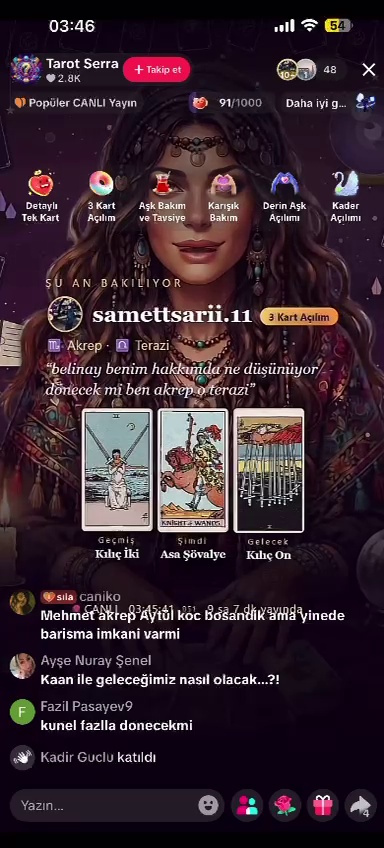 03:46
54
Tarot Serra
2.8K
+ Takip et
10+
48
Popüler CANLI Yayın
91/1000
Daha iyi g...
Detaylı
Tek Kart
3 Kart
Açılım
Aşk Bakım
ve Tavsiye
Karışık
Bakım
Derin Aşk
Açılımı
Kader
Açılımı
ŞU AN BAKILIYOR
samettsarii.11
3 Kart Açılım
♏ Akrep · ♎ Terazi
“belinay benim hakkımda ne düşünüyor
dönecek mi ben akrep o terazi”
II
KNIGHT of WANDS.
X
Geçmiş
Kılıç İki
Şimdi
Asa Şövalye
Gelecek
Kılıç On
sıla caniko
CANLI 03:45:41 051 9 sa 7 dk yayında
Mehmet akrep Aytül koc bosandik ama yinede
barisma imkani varmi
Ayşe Nuray Şenel
Kaan ile geleceğimiz nasıl olacak...?!
F
Fazil Pasayev9
kunel fazlla donecekmi
Kadir Guclu katıldı
Yazın...
4